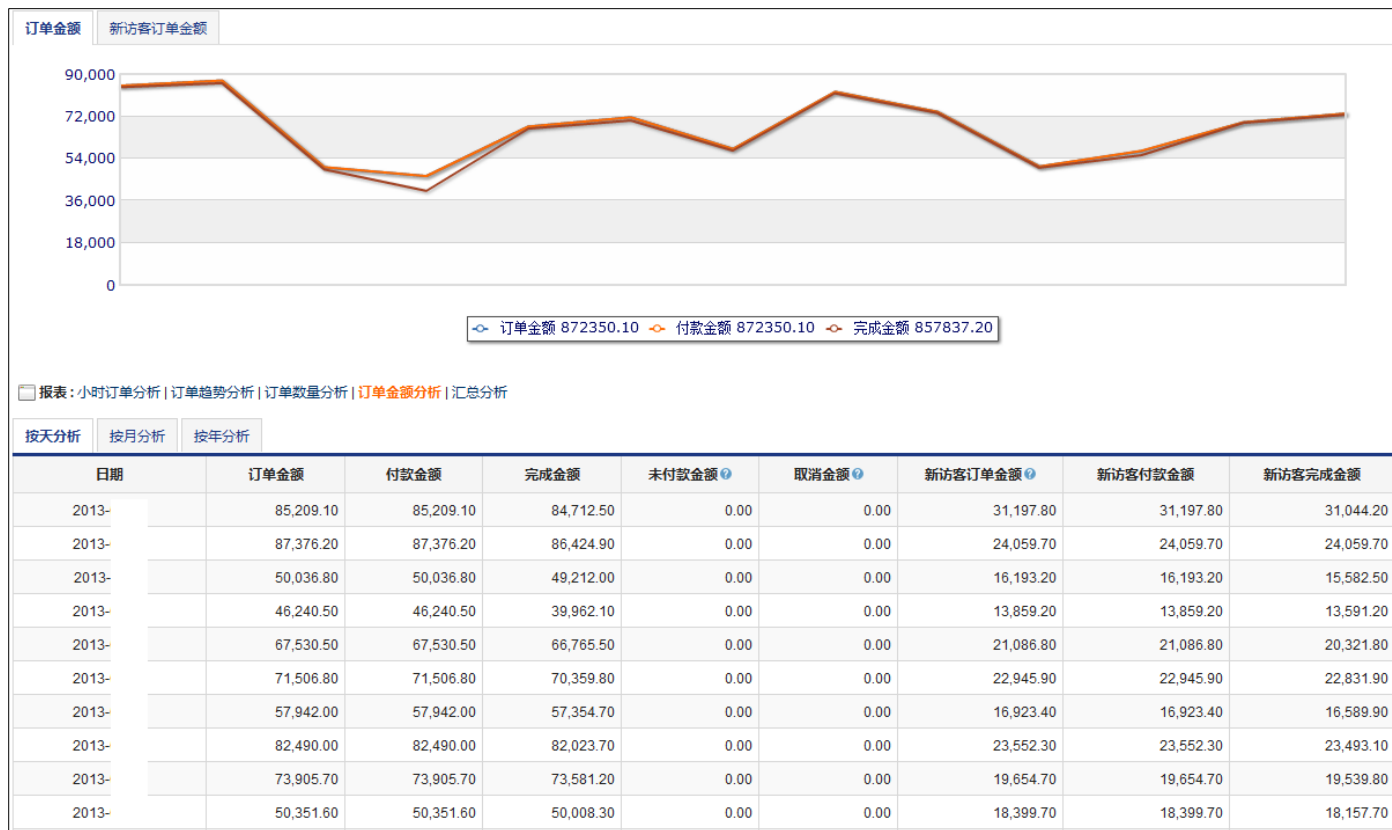 订单金额 新访客订单金额
90,000
72,000
54,000
36,000
18,000
0
订单金额 872350.10 付款金额 872350.10 完成金额 857837.20
报表 : 小时订单分析 | 订单趋势分析 | 订单数量分析 | 订单金额分析 | 汇总分析
按天分析 按月分析 按年分析
日期 订单金额 付款金额 完成金额 未付款金额 取消金额 新访客订单金额 新访客付款金额 新访客完成金额
2013- 85,209.10 85,209.10 84,712.50 0.00 0.00 31,197.80 31,197.80 31,044.20
2013- 87,376.20 87,376.20 86,424.90 0.00 0.00 24,059.70 24,059.70 24,059.70
2013- 50,036.80 50,036.80 49,212.00 0.00 0.00 16,193.20 16,193.20 15,582.50
2013- 46,240.50 46,240.50 39,962.10 0.00 0.00 13,859.20 13,859.20 13,591.20
2013- 67,530.50 67,530.50 66,765.50 0.00 0.00 21,086.80 21,086.80 20,321.80
2013- 71,506.80 71,506.80 70,359.80 0.00 0.00 22,945.90 22,945.90 22,831.90
2013- 57,942.00 57,942.00 57,354.70 0.00 0.00 16,923.40 16,923.40 16,589.90
2013- 82,490.00 82,490.00 82,023.70 0.00 0.00 23,552.30 23,552.30 23,493.10
2013- 73,905.70 73,905.70 73,581.20 0.00 0.00 19,654.70 19,654.70 19,539.80
2013- 50,351.60 50,351.60 50,008.30 0.00 0.00 18,399.70 18,399.70 18,157.70